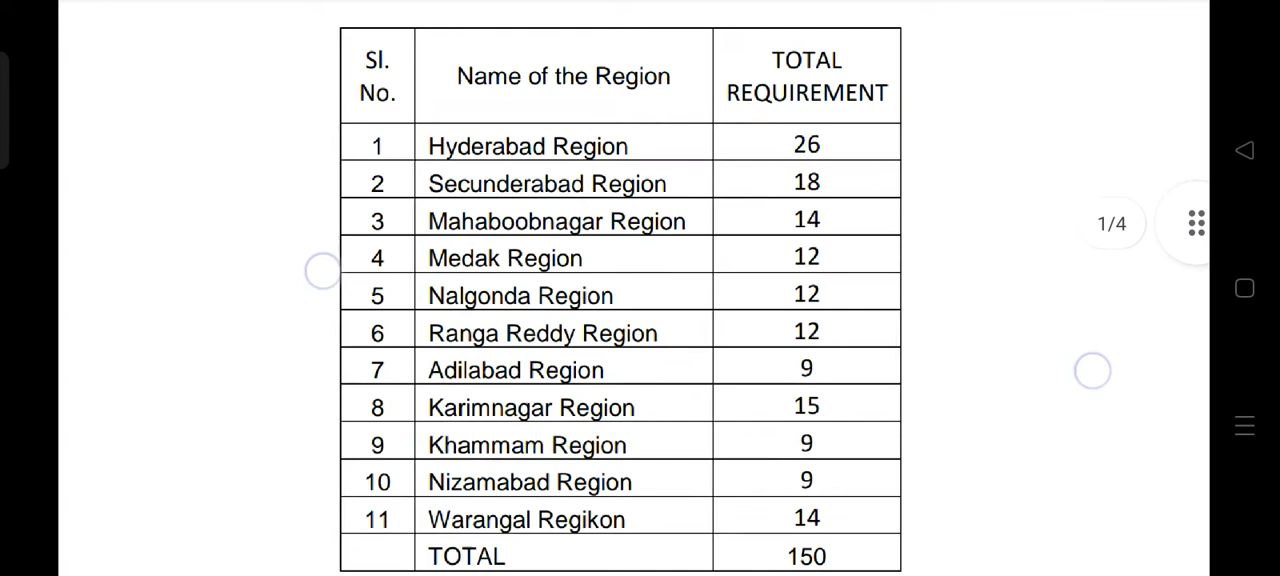 Sl. No. Name of the Region TOTAL REQUIREMENT
1 Hyderabad Region 26
2 Secunderabad Region 18
3 Mahaboobnagar Region 14
4 Medak Region 12
5 Nalgonda Region 12
6 Ranga Reddy Region 12
7 Adilabad Region 9
8 Karimnagar Region 15
9 Khammam Region 9
10 Nizamabad Region 9
11 Warangal Regikon 14
TOTAL 150
1/4